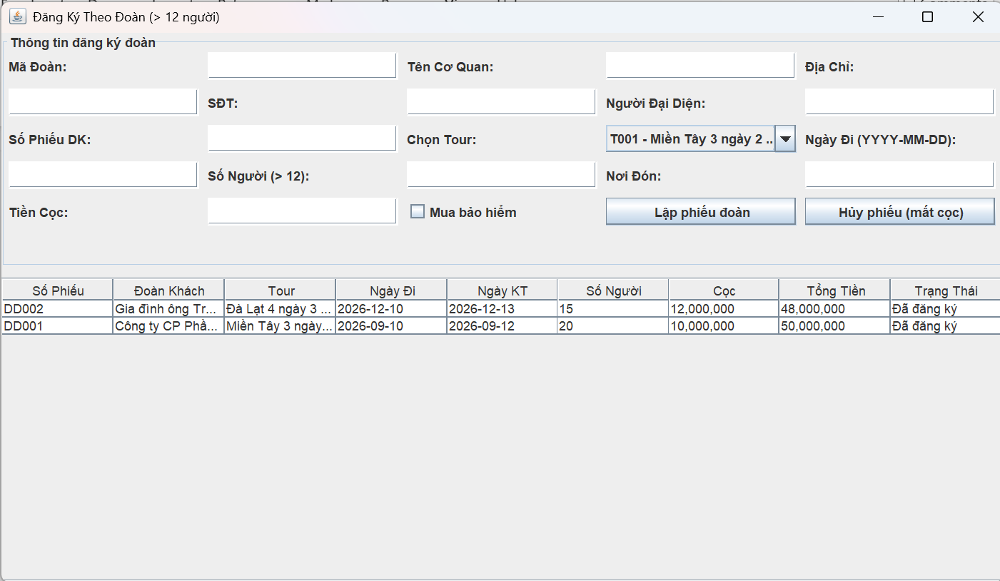 Đăng Ký Theo Đoàn (> 12 người)
Thông tin đăng ký đoàn
Mã Đoàn: Tên Cơ Quan: Địa Chỉ:
SĐT: Người Đại Diện:
Số Phiếu DK: Chọn Tour: T001 - Miền Tây 3 ngày 2 .. Ngày Đi (YYYY-MM-DD):
Số Người (> 12): Nơi Đón:
Tiền Cọc: Mua bảo hiểm Lập phiếu đoàn Hủy phiếu (mất cọc)
Số Phiếu Đoàn Khách Tour Ngày Đi Ngày KT Số Người Cọc Tổng Tiền Trạng Thái
DD002 Gia đình ông Tr... Đà Lạt 4 ngày 3 ... 2026-12-10 2026-12-13 15 12,000,000 48,000,000 Đã đăng ký
DD001 Công ty CP Phầ... Miền Tây 3 ngày... 2026-09-10 2026-09-12 20 10,000,000 50,000,000 Đã đăng ký